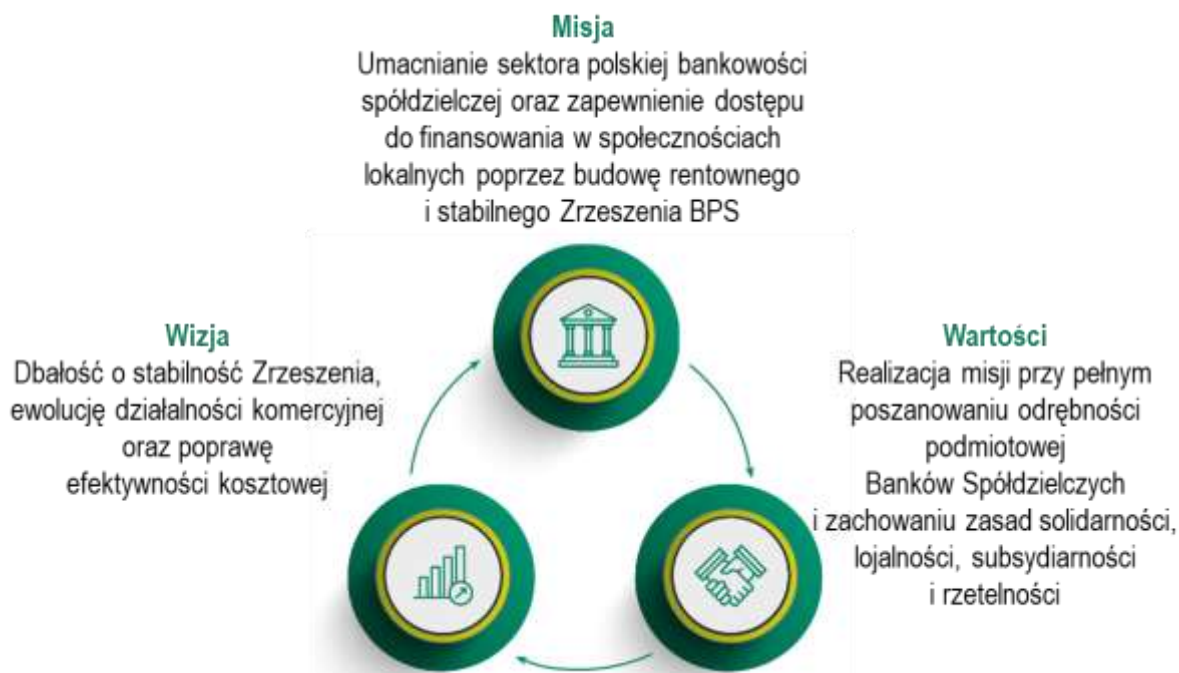 Misja
Umacnianie sektora polskiej bankowości
spółdzielczej oraz zapewnienie dostępu
do finansowania w społecznościach
lokalnych poprzez budowę rentownego
i stabilnego Zrzeszenia BPS
Wizja
Dbałość o stabilność Zrzeszenia,
ewolucję działalności komercyjnej
oraz poprawę
efektywności kosztowej
Wartości
Realizacja misji przy pełnym
poszanowaniu odrębności
podmiotowej
Banków Spółdzielczych
i zachowaniu zasad solidarności,
lojalności, subsydiarności
i rzetelności